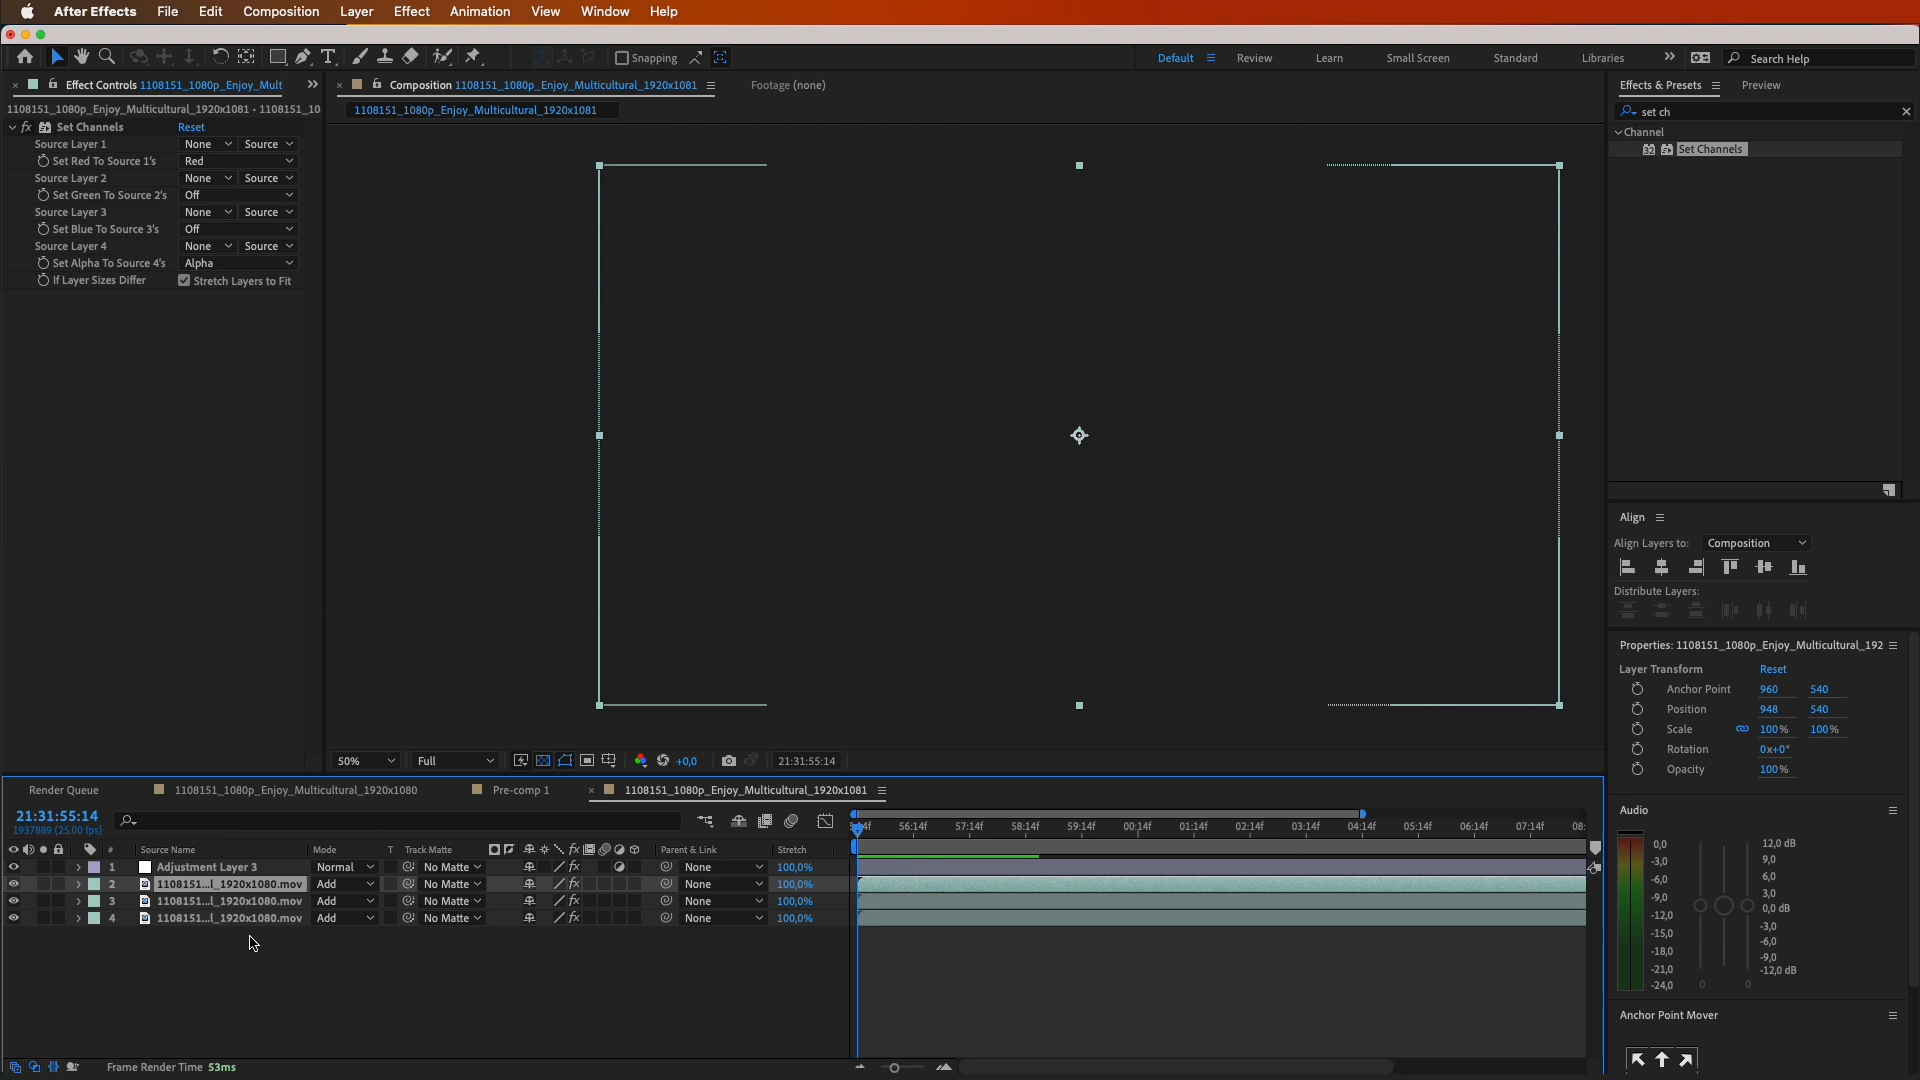 After Effects File Edit Composition Layer Effect Animation View Window Help
Snapping
Default Review Learn Small Screen Standard Libraries Search Help
Effect Controls 1108151_1080p_Enjoy_Mult
1108151_1080p_Enjoy_Multicultural_1920x1081 - 1108151_10
fx Set Channels Reset
Source Layer 1 None Source
Set Red To Source 1's Red
Source Layer 2 None Source
Set Green To Source 2's Off
Source Layer 3 None Source
Set Blue To Source 3's Off
Source Layer 4 None Source
Set Alpha To Source 4's Alpha
If Layer Sizes Differ Stretch Layers to Fit
Composition 1108151_1080p_Enjoy_Multicultural_1920x1081 Footage (none)
1108151_1080p_Enjoy_Multicultural_1920x1081
50% Full +0,0 21:31:55:14
Effects & Presets Preview
set ch
Channel
32 Set Channels
Align
Align Layers to: Composition
Distribute Layers:
Properties: 1108151_1080p_Enjoy_Multicultural_192
Layer Transform Reset
Anchor Point 960 540
Position 948 540
Scale 100% 100%
Rotation 0x+0°
Opacity 100%
Audio
0,0
-3,0
-6,0
-9,0
-12,0
-15,0
-18,0
-21,0
-24,0
12,0 dB
9,0
6,0
3,0
0,0 dB
-3,0
-6,0
-9,0
-12,0 dB
0 0
Anchor Point Mover
Render Queue 1108151_1080p_Enjoy_Multicultural_1920x1080 Pre-comp 1 1108151_1080p_Enjoy_Multicultural_1920x1081
21:31:55:14
1937889 (25.00 fps)
56:14f 57:14f 58:14f 59:14f 00:14f 01:14f 02:14f 03:14f 04:14f 05:14f 06:14f 07:14f 08:
# Source Name Mode T Track Matte fx Parent & Link Stretch
1 Adjustment Layer 3 Normal No Matte fx None 100,0%
2 1108151...l_1920x1080.mov Add No Matte fx None 100,0%
3 1108151...l_1920x1080.mov Add No Matte fx None 100,0%
4 1108151...l_1920x1080.mov Add No Matte fx None 100,0%
Frame Render Time 53ms